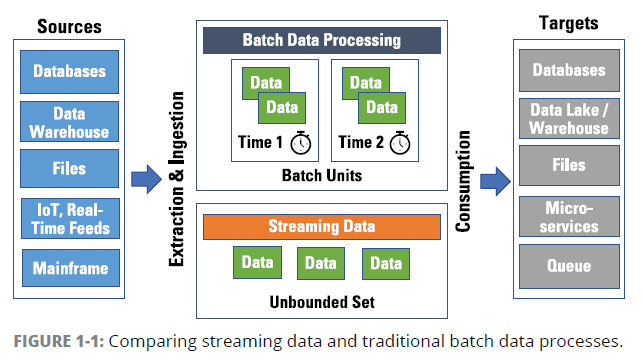 Sources
Databases
Data
Warehouse
Files
IoT, Real-
Time Feeds
Mainframe
Extraction & Ingestion
Batch Data Processing
Data
Data
Time 1
Data
Data
Time 2
Batch Units
Streaming Data
Data
Data
Data
Unbounded Set
Consumption
Targets
Databases
Data Lake /
Warehouse
Files
Micro-
services
Queue
FIGURE 1-1: Comparing streaming data and traditional batch data processes.